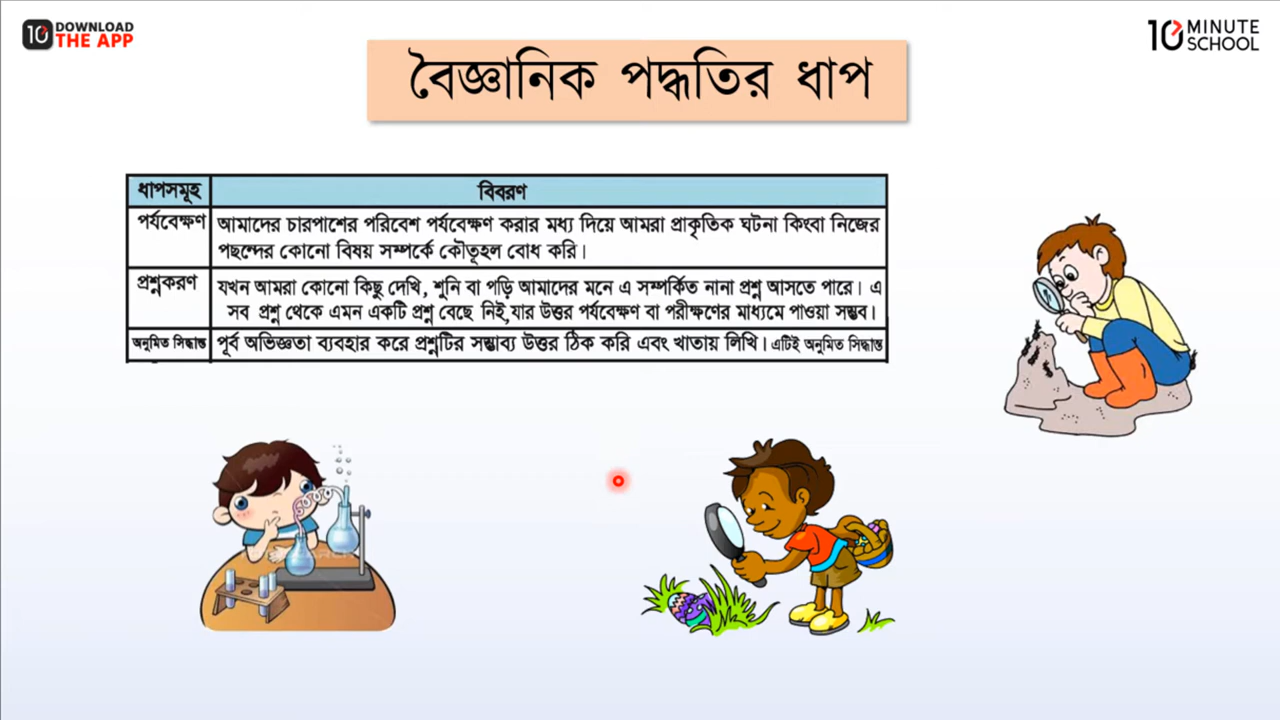 10 DOWNLOAD
THE APP
10 MINUTE
SCHOOL
বৈজ্ঞানিক পদ্ধতির ধাপ
ধাপসমূহ বিবরণ
পর্যবেক্ষণ আমাদের চারপাশের পরিবেশ পর্যবেক্ষণ করার মধ্য দিয়ে আমরা প্রাকৃতিক ঘটনা কিংবা নিজের
পছন্দের কোনো বিষয় সম্পর্কে কৌতূহল বোধ করি।
প্রশ্নকরণ যখন আমরা কোনো কিছু দেখি, শুনি বা পড়ি আমাদের মনে এ সম্পর্কিত নানা প্রশ্ন আসতে পারে। এ
সব প্রশ্ন থেকে এমন একটি প্রশ্ন বেছে নিই,যার উত্তর পর্যবেক্ষণ বা পরীক্ষণের মাধ্যমে পাওয়া সম্ভব।
অনুমিত সিদ্ধান্ত পূর্ব অভিজ্ঞতা ব্যবহার করে প্রশ্নটির সম্ভাব্য উত্তর ঠিক করি এবং খাতায় লিখি। এটিই অনুমিত সিদ্ধান্ত